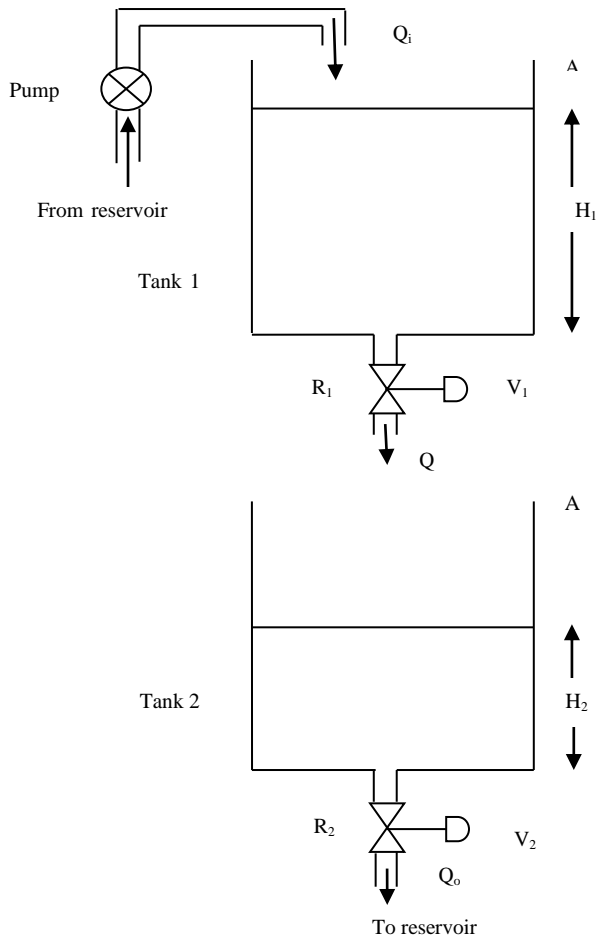 Qᵢ
A
Pump
From reservoir
H₁
Tank 1
R₁
V₁
Q
A
Tank 2
H₂
R₂
V₂
Qₒ
To reservoir